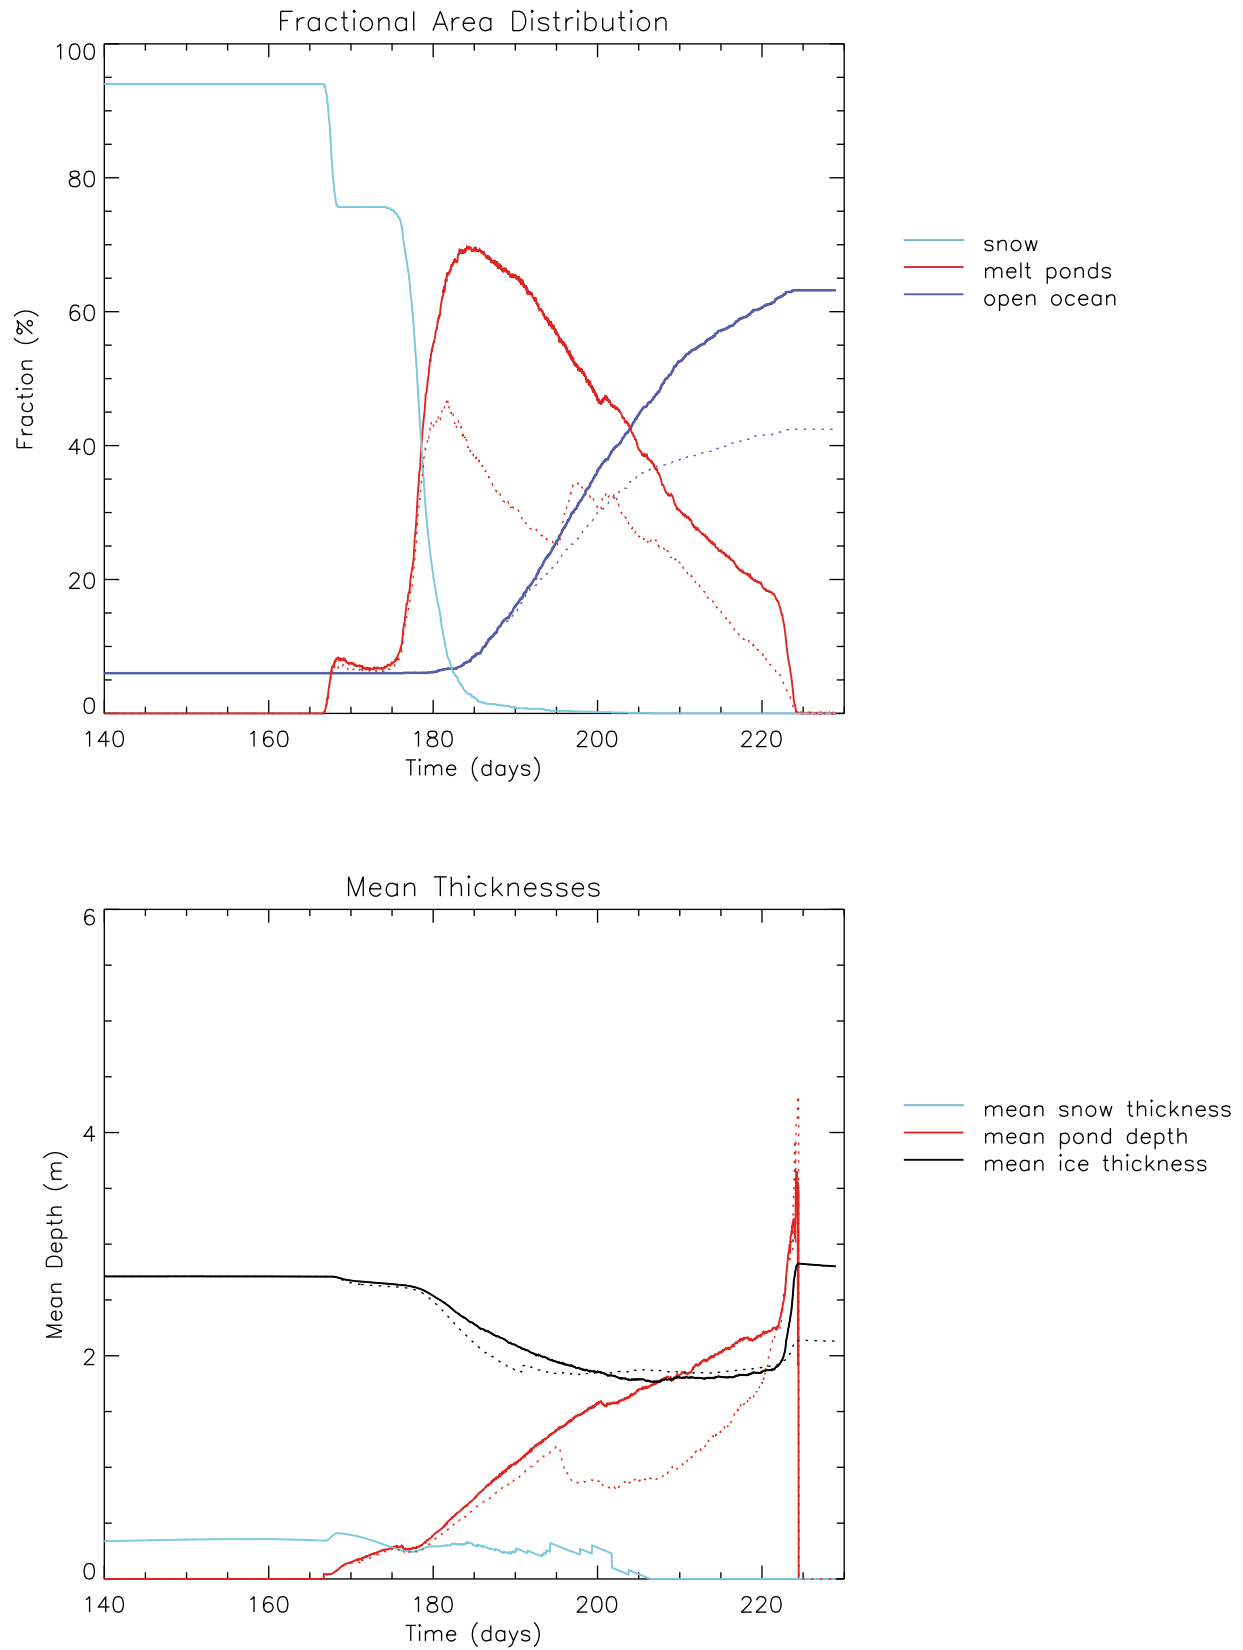 Fractional Area Distribution
100
80
60
40
20
0
Fraction (%)
140 160 180 200 220
Time (days)
snow
melt ponds
open ocean
Mean Thicknesses
6
4
2
0
Mean Depth (m)
140 160 180 200 220
Time (days)
mean snow thickness
mean pond depth
mean ice thickness